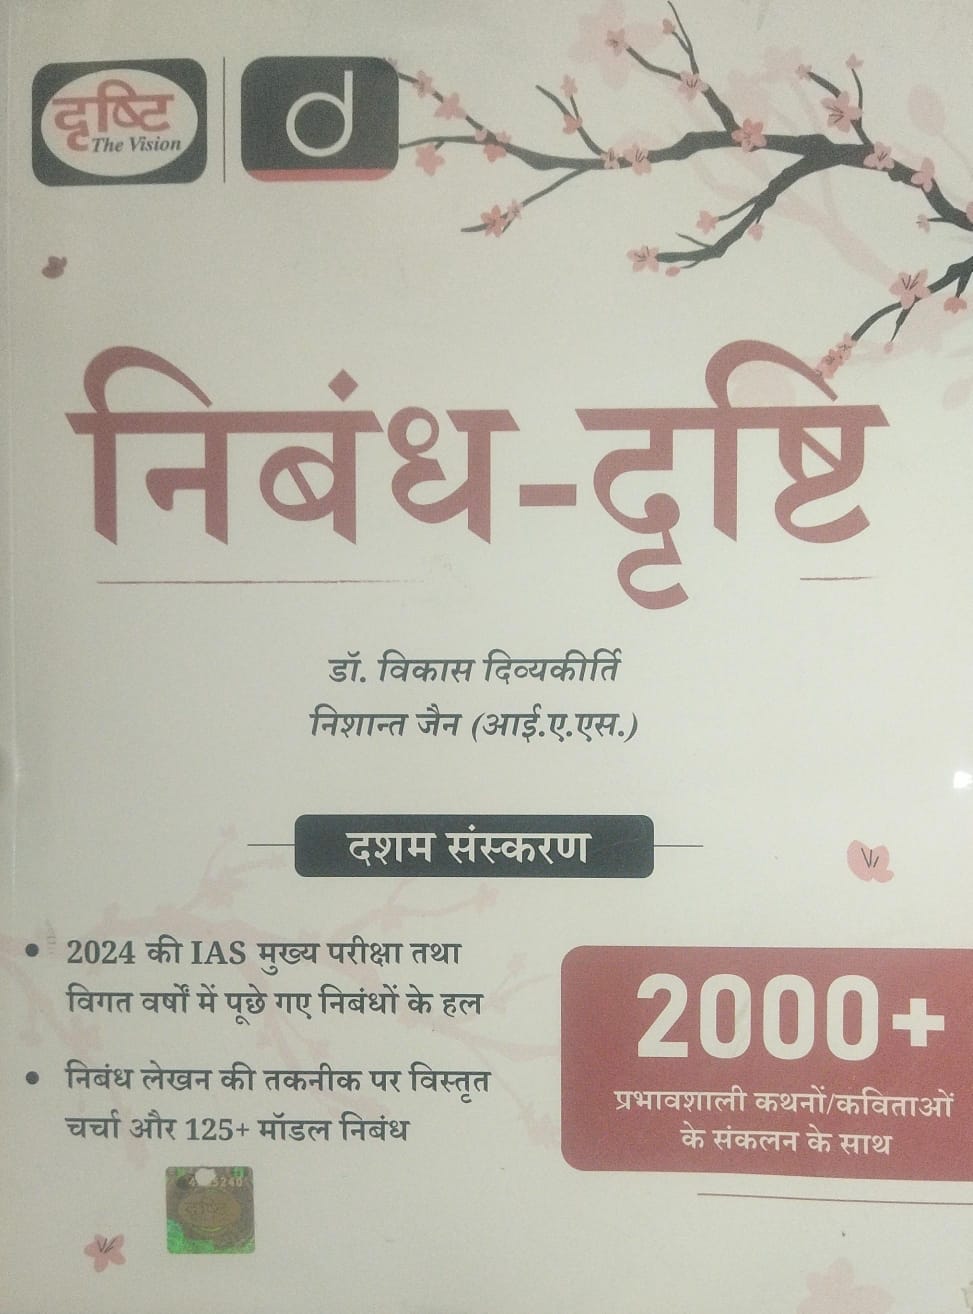 दृष्टि
The Vision
d
निबंध-दृष्टि
डॉ. विकास दिव्यकीर्ति
निशान्त जैन (आई.ए.एस.)
दशम संस्करण
• 2024 की IAS मुख्य परीक्षा तथा
विगत वर्षों में पूछे गए निबंधों के हल
• निबंध लेखन की तकनीक पर विस्तृत
चर्चा और 125+ मॉडल निबंध
2000+
प्रभावशाली कथनों/कविताओं
के संकलन के साथ